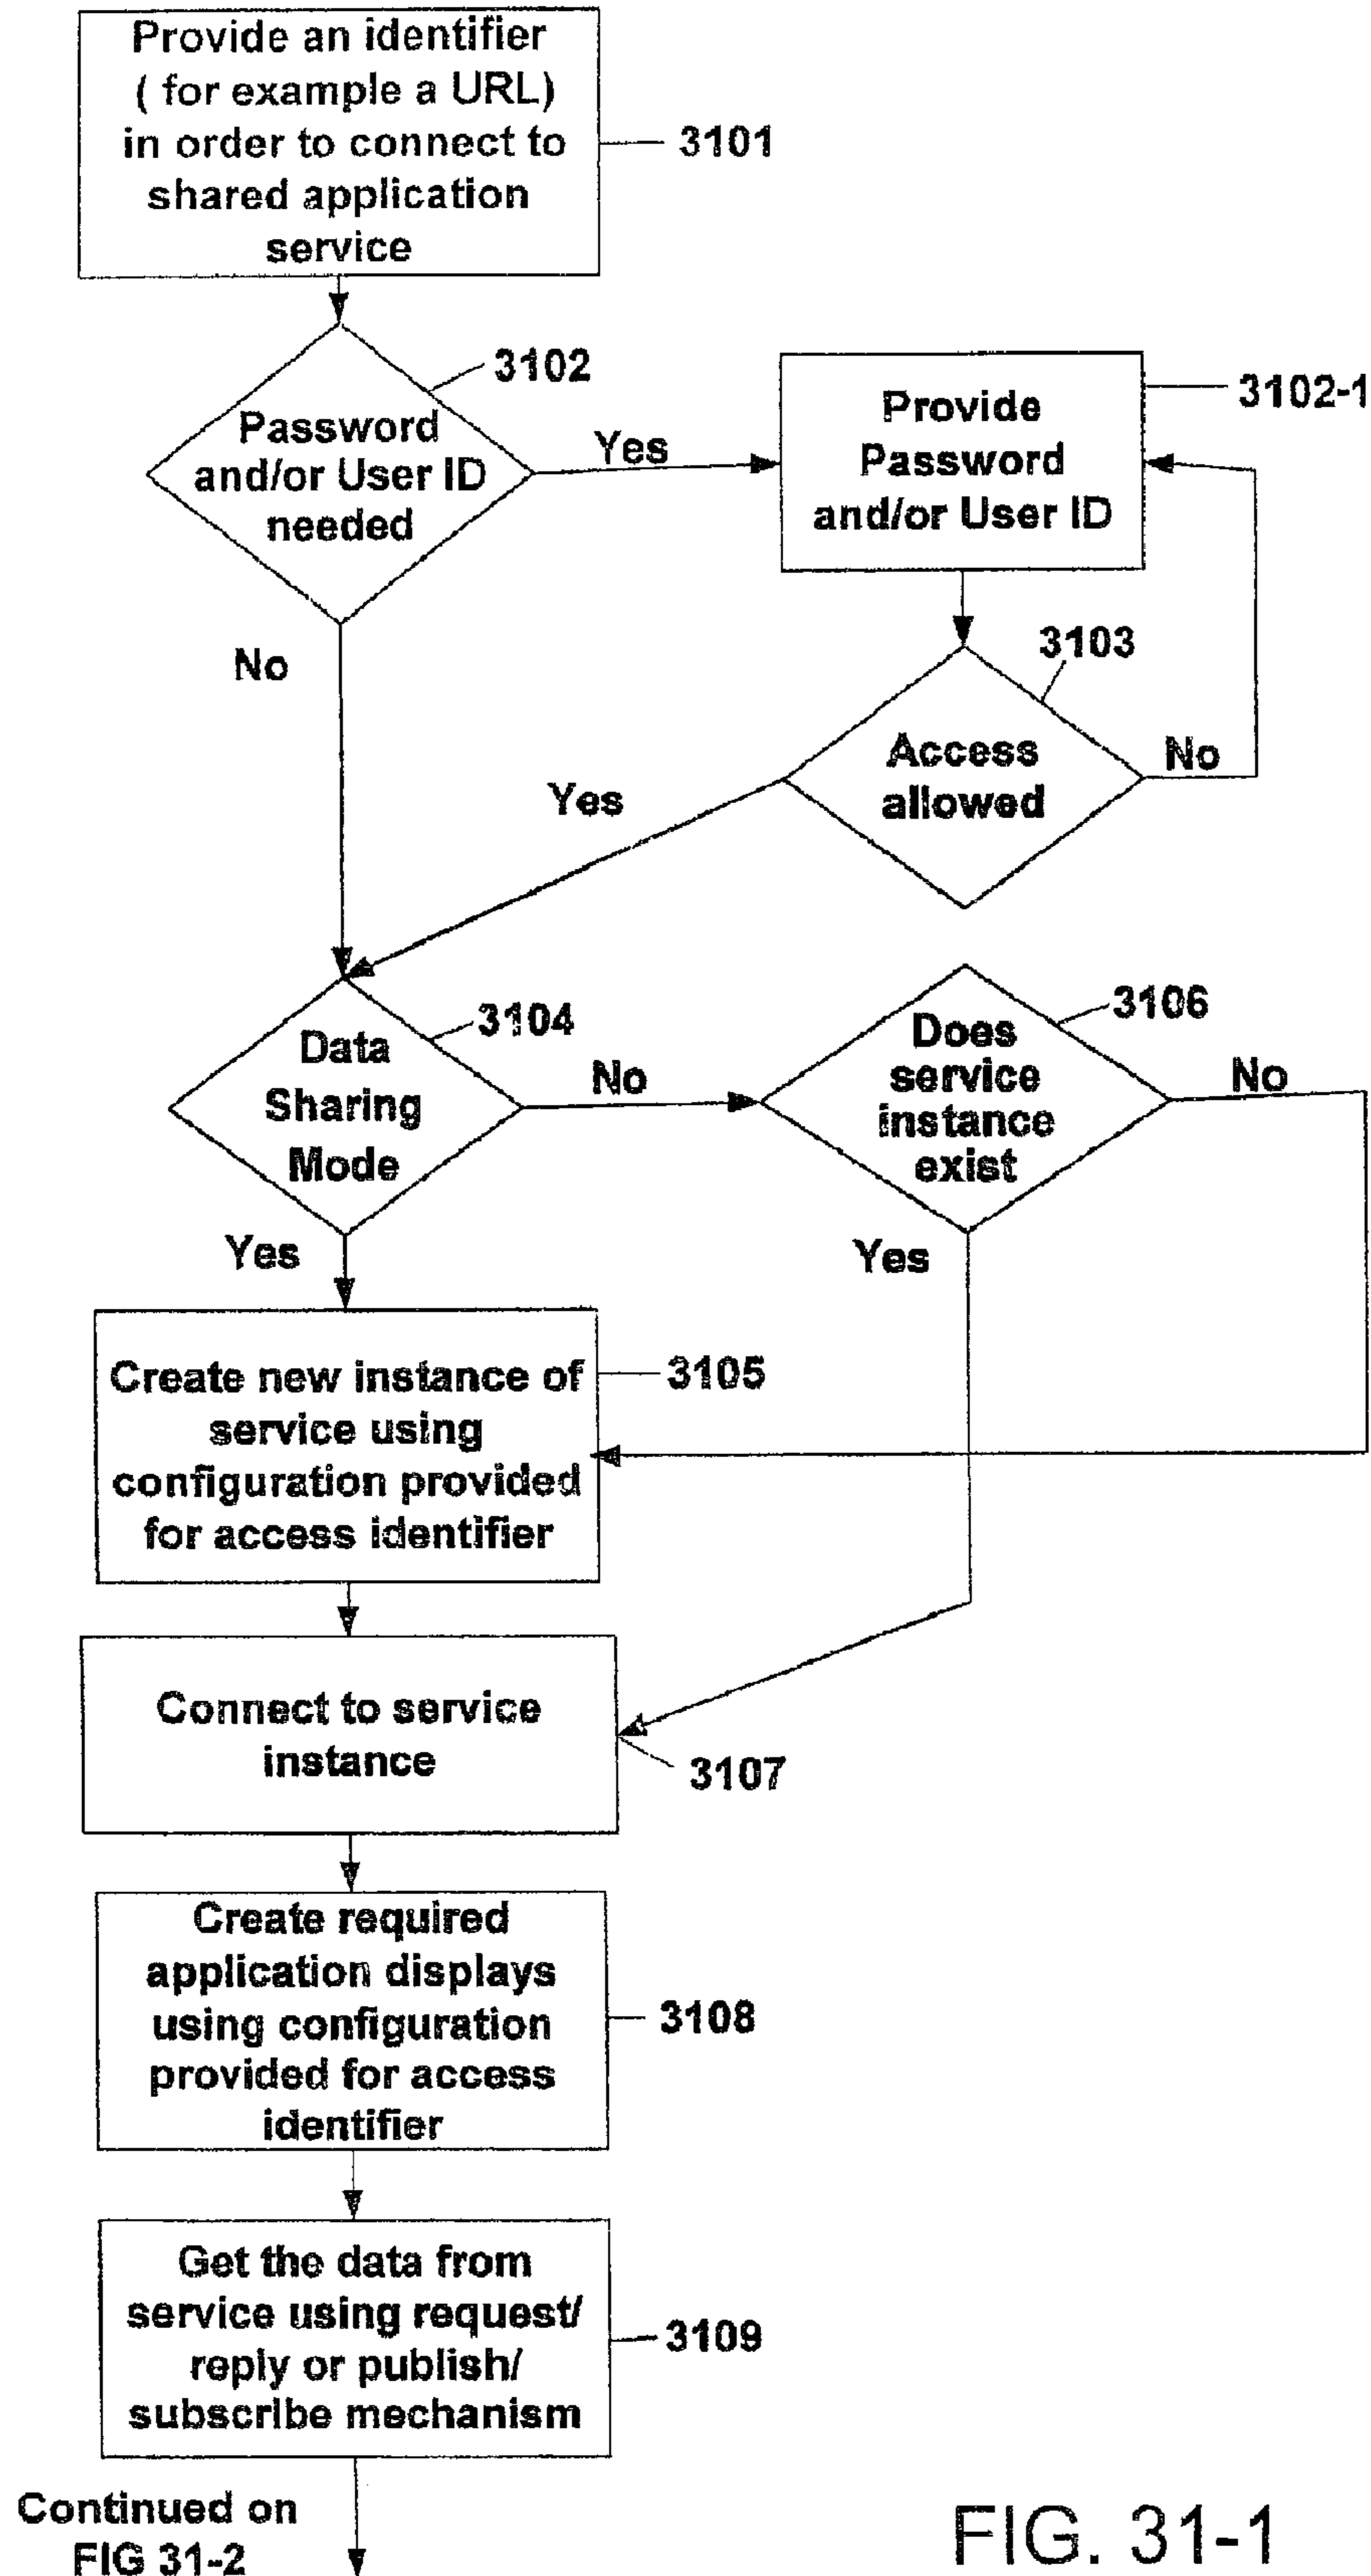 Provide an identifier
( for example a URL)
in order to connect to
shared application
service
3101
3102
Password
and/or User ID
needed
Yes
Provide
Password
and/or User ID
3102-1
No
3103
Access
allowed
No
Yes
3104
Data
Sharing
Mode
No
3106
Does
service
instance
exist
No
Yes
Yes
Create new instance of
service using
configuration provided
for access identifier
3105
Connect to service
instance
3107
Create required
application displays
using configuration
provided for access
identifier
3108
Get the data from
service using request/
reply or publish/
subscribe mechanism
3109
Continued on
FIG 31-2
FIG. 31-1